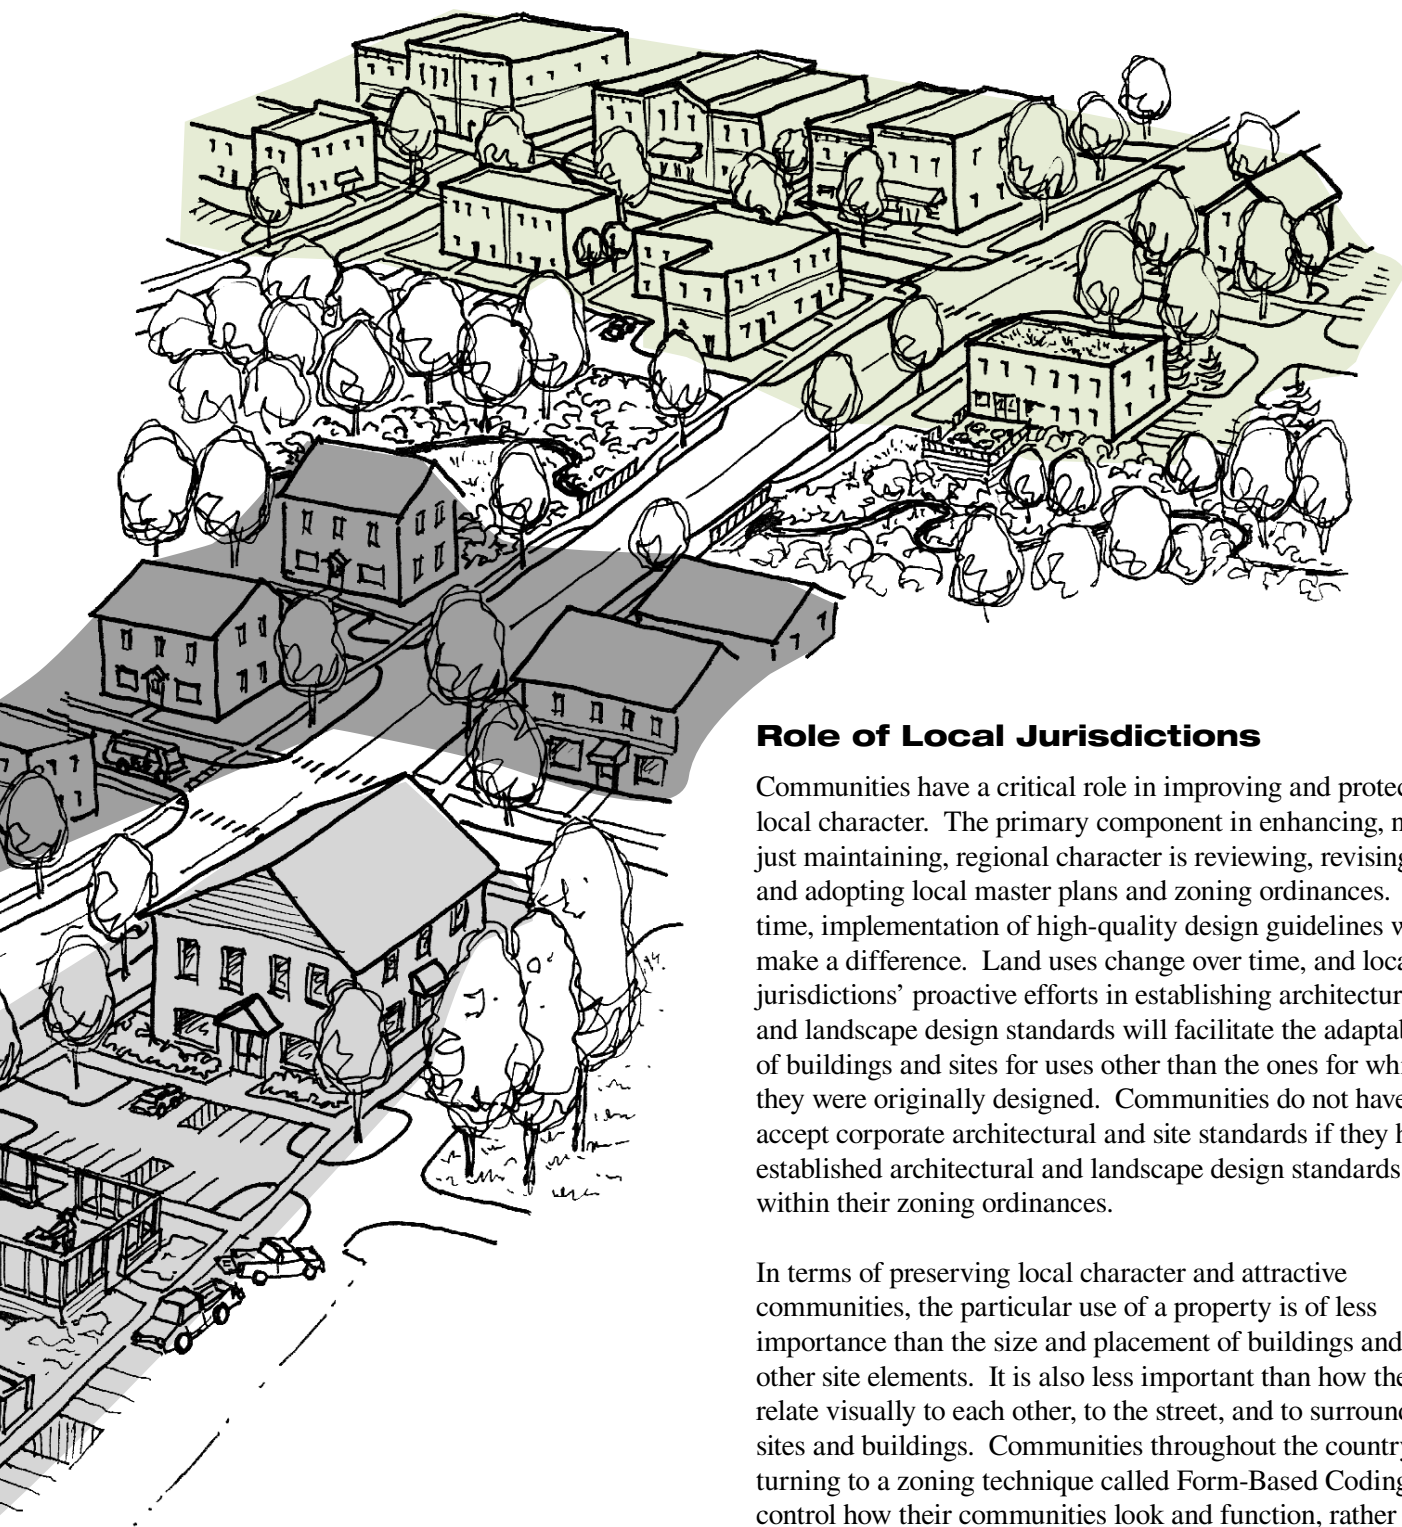 Role of Local Jurisdictions
Communities have a critical role in improving and protec
local character. The primary component in enhancing, n
just maintaining, regional character is reviewing, revising
and adopting local master plans and zoning ordinances.
time, implementation of high-quality design guidelines w
make a difference. Land uses change over time, and loca
jurisdictions’ proactive efforts in establishing architectur
and landscape design standards will facilitate the adaptab
of buildings and sites for uses other than the ones for whi
they were originally designed. Communities do not have
accept corporate architectural and site standards if they h
established architectural and landscape design standards
within their zoning ordinances.
In terms of preserving local character and attractive
communities, the particular use of a property is of less
importance than the size and placement of buildings and
other site elements. It is also less important than how the
relate visually to each other, to the street, and to surround
sites and buildings. Communities throughout the country
turning to a zoning technique called Form-Based Coding
control how their communities look and function, rather